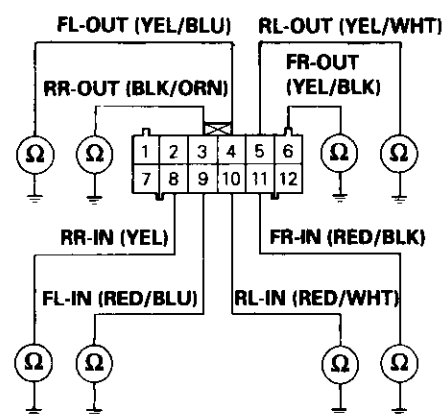 FL-OUT (YEL/BLU) RL-OUT (YEL/WHT)
RR-OUT (BLK/ORN) FR-OUT
(YEL/BLK)
Ω Ω Ω Ω
1 2 3 4 5 6
7 8 9 10 11 12
RR-IN (YEL) FR-IN (RED/BLK)
FL-IN (RED/BLU) RL-IN (RED/WHT)
Ω Ω Ω Ω